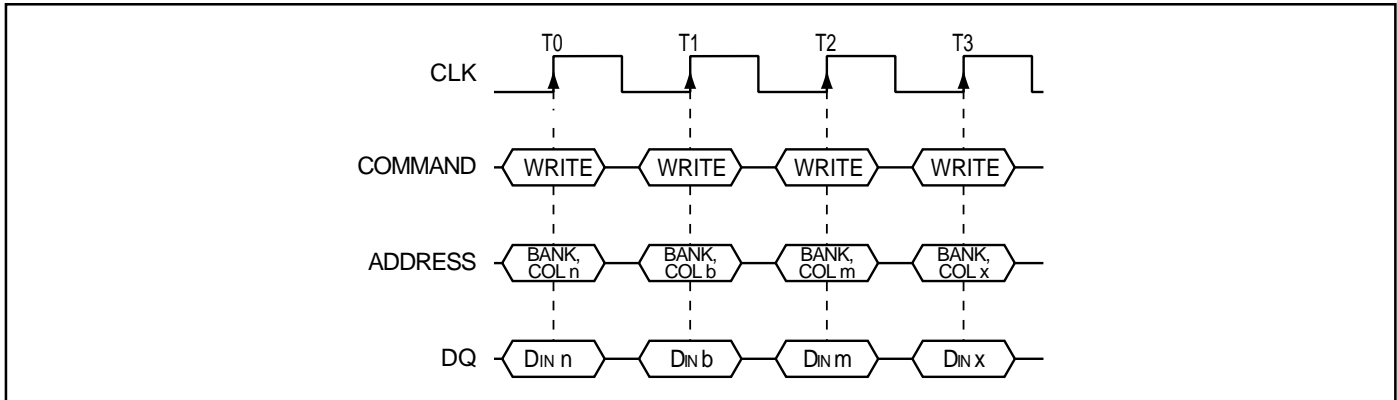 T0 T1 T2 T3
CLK
COMMAND WRITE WRITE WRITE WRITE
ADDRESS BANK, COL n BANK, COL b BANK, COL m BANK, COL x
DQ DIN n DIN b DIN m DIN x